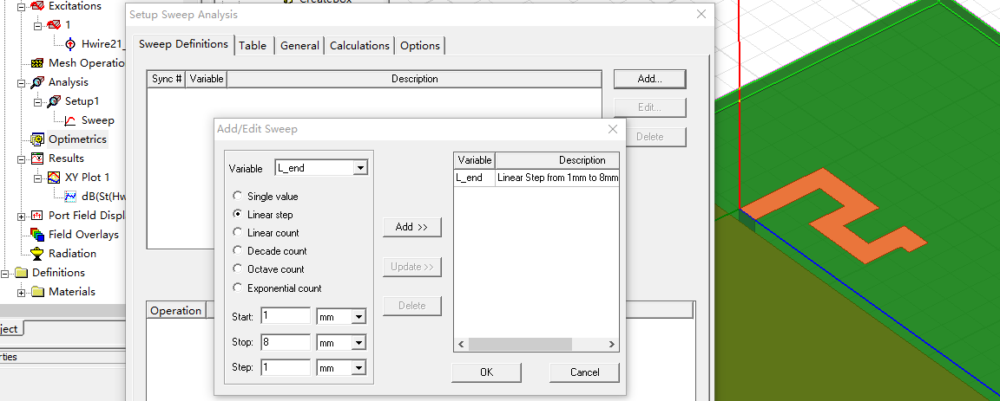 Excitations
1
Hwire21_
Mesh Operatio
Analysis
Setup1
Sweep
Optimetrics
Results
XY Plot 1
dB(St(Hw
Port Field Displ
Field Overlays
Radiation
Definitions
Materials
ject
rties
CreateBox
Setup Sweep Analysis
Sweep Definitions Table General Calculations Options
Sync # Variable Description
Add...
Edit...
Delete
Operation
Add/Edit Sweep
Variable L_end
Single value
Linear step
Linear count
Decade count
Octave count
Exponential count
Start: 1 mm
Stop: 8 mm
Step: 1 mm
Add >>
Update >>
Delete
Variable Description
L_end Linear Step from 1mm to 8mm
OK Cancel